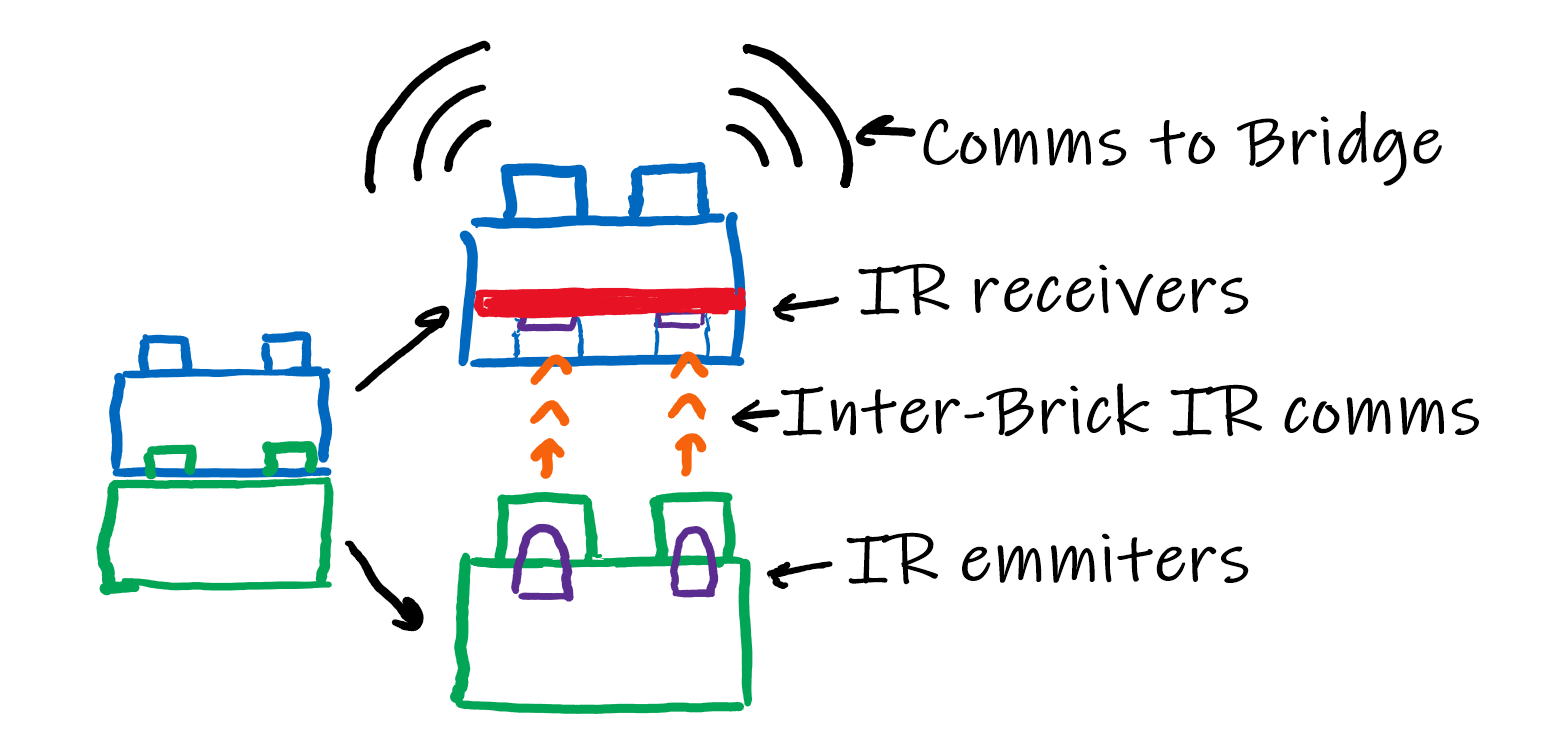 Comms to Bridge
IR receivers
Inter-Brick IR comms
IR emmiters